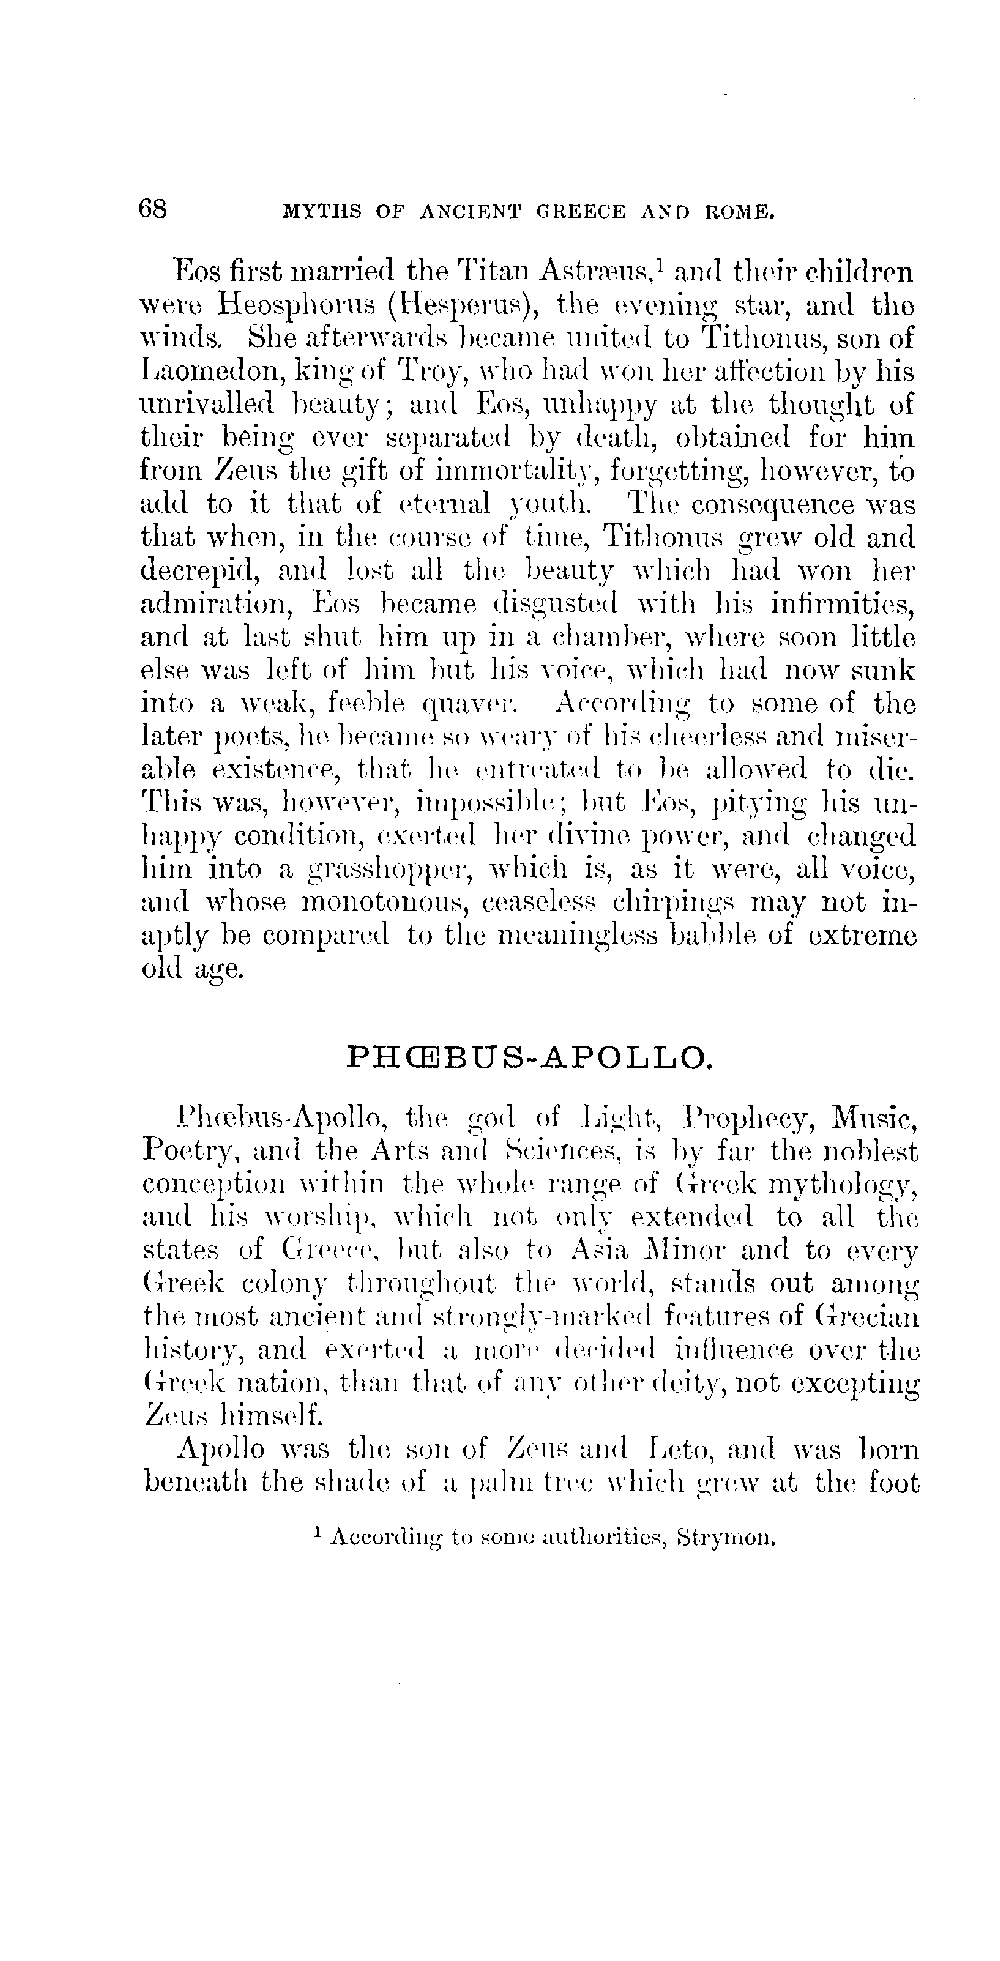 68 MYTHS OF ANCIENT GREECE AND ROME.
Eos first married the Titan Astræus,¹ and their children
were Heosphorus (Hesperus), the evening star, and the
winds. She afterwards became united to Tithonus, son of
Laomedon, king of Troy, who had won her affection by his
unrivalled beauty; and Eos, unhappy at the thought of
their being ever separated by death, obtained for him
from Zeus the gift of immortality, forgetting, however, to
add to it that of eternal youth. The consequence was
that when, in the course of time, Tithonus grew old and
decrepid, and lost all the beauty which had won her
admiration, Eos became disgusted with his infirmities,
and at last shut him up in a chamber, where soon little
else was left of him but his voice, which had now sunk
into a weak, feeble quaver. According to some of the
later poets, he became so weary of his cheerless and miser-
able existence, that he entreated to be allowed to die.
This was, however, impossible; but Eos, pitying his un-
happy condition, exerted her divine power, and changed
him into a grasshopper, which is, as it were, all voice,
and whose monotonous, ceaseless chirpings may not in-
aptly be compared to the meaningless babble of extreme
old age.
PHŒBUS-APOLLO.
Phœbus-Apollo, the god of Light, Prophecy, Music,
Poetry, and the Arts and Sciences, is by far the noblest
conception within the whole range of Greek mythology,
and his worship, which not only extended to all the
states of Greece, but also to Asia Minor and to every
Greek colony throughout the world, stands out among
the most ancient and strongly-marked features of Grecian
history, and exerted a more decided influence over the
Greek nation, than that of any other deity, not excepting
Zeus himself.
Apollo was the son of Zeus and Leto, and was born
beneath the shade of a palm tree which grew at the foot
¹ According to some authorities, Strymon.